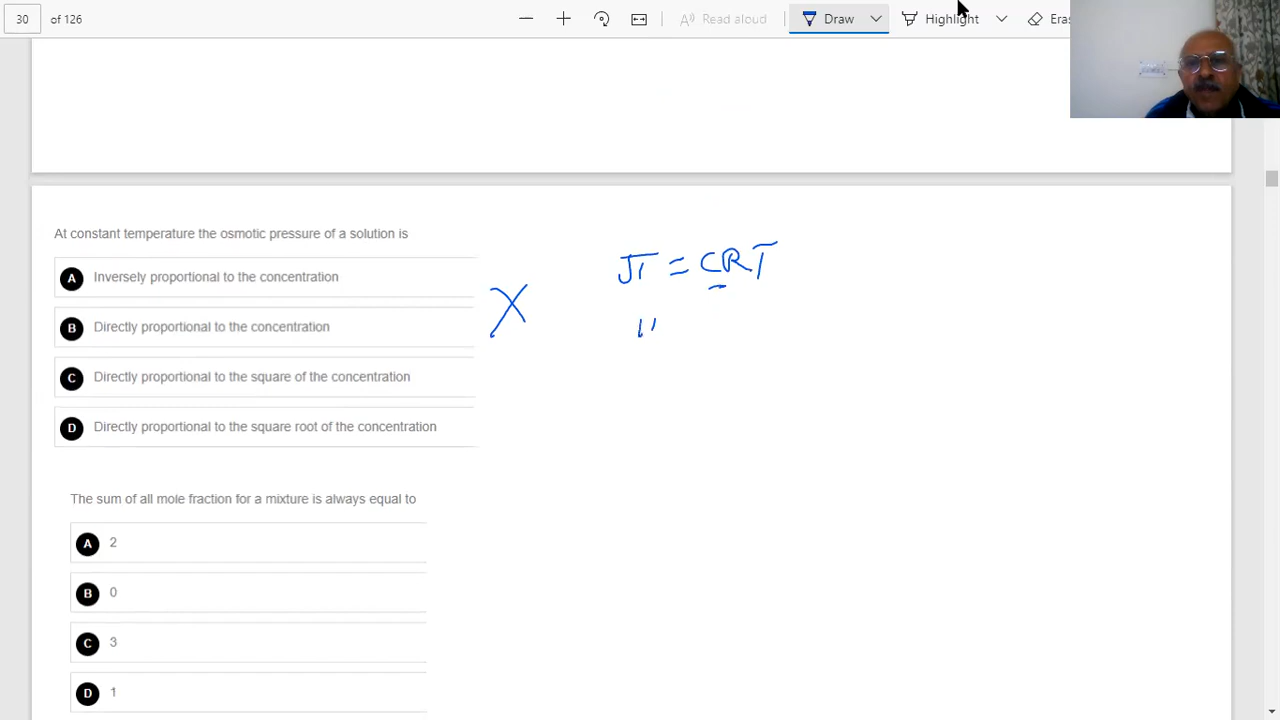 30 of 126 Read aloud Draw Highlight
At constant temperature the osmotic pressure of a solution is
A Inversely proportional to the concentration
B Directly proportional to the concentration
C Directly proportional to the square of the concentration
D Directly proportional to the square root of the concentration
π = CRT
The sum of all mole fraction for a mixture is always equal to
A 2
B 0
C 3
D 1